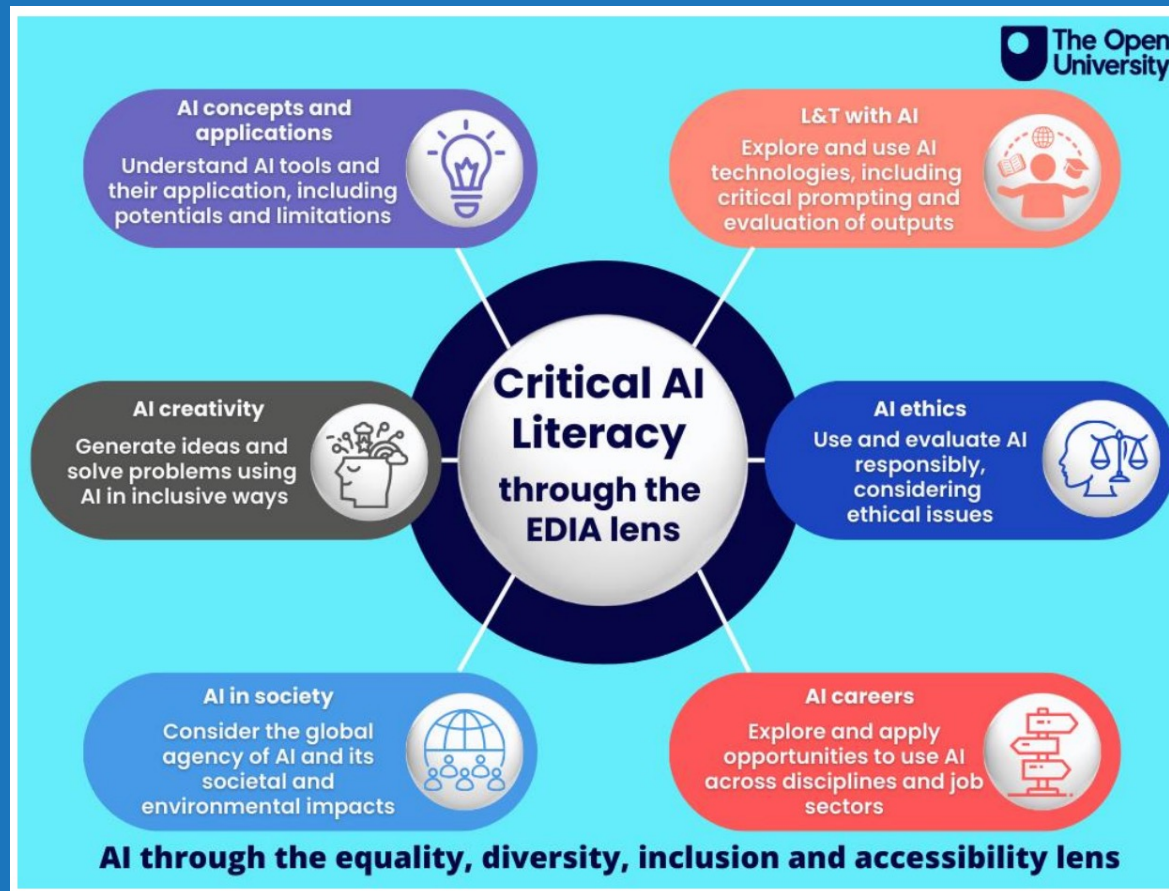 The Open
University
AI concepts and
applications
Understand AI tools and
their application, including
potentials and limitations
L&T with AI
Explore and use AI
technologies, including
critical prompting and
evaluation of outputs
Critical AI
Literacy
through the
EDIA lens
AI creativity
Generate ideas and
solve problems using
AI in inclusive ways
AI ethics
Use and evaluate AI
responsibly,
considering
ethical issues
AI in society
Consider the global
agency of AI and its
societal and
environmental impacts
AI careers
Explore and apply
opportunities to use AI
across disciplines and job
sectors
AI through the equality, diversity, inclusion and accessibility lens